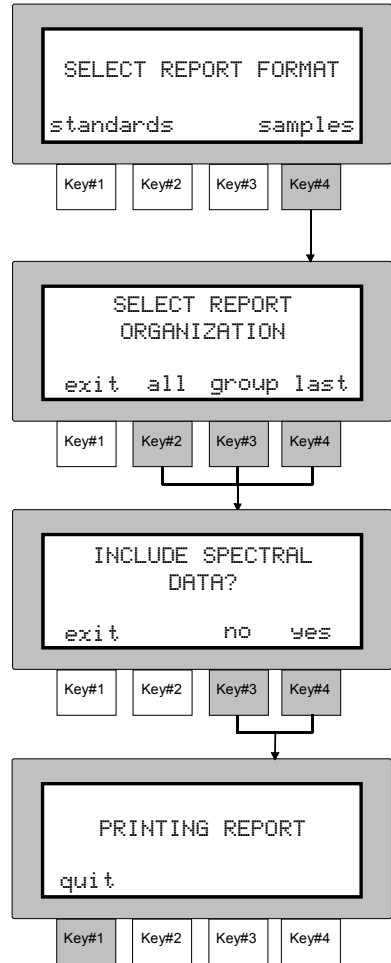 SELECT REPORT FORMAT
standards samples
Key#1 Key#2 Key#3 Key#4
SELECT REPORT
ORGANIZATION
exit all group last
Key#1 Key#2 Key#3 Key#4
INCLUDE SPECTRAL
DATA?
exit no yes
Key#1 Key#2 Key#3 Key#4
PRINTING REPORT
quit
Key#1 Key#2 Key#3 Key#4